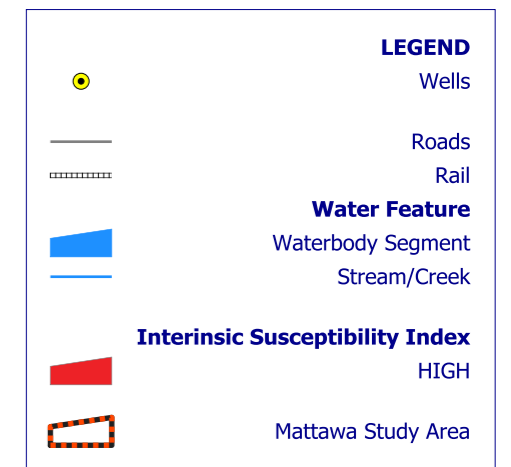 LEGEND
Wells
Roads
Rail
Water Feature
Waterbody Segment
Stream/Creek
Interinsic Susceptibility Index
HIGH
Mattawa Study Area